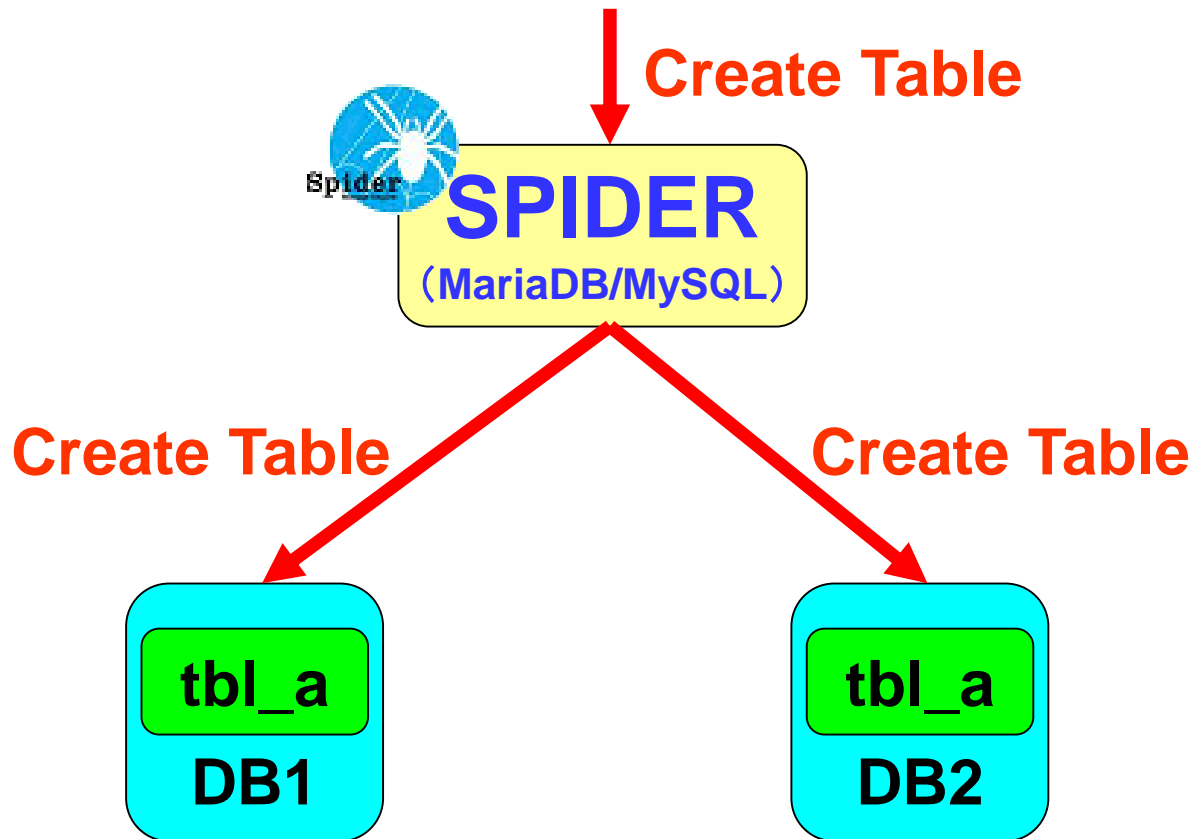 Create Table
Spider
SPIDER
（MariaDB/MySQL）
Create Table
Create Table
tbl_a
DB1
tbl_a
DB2